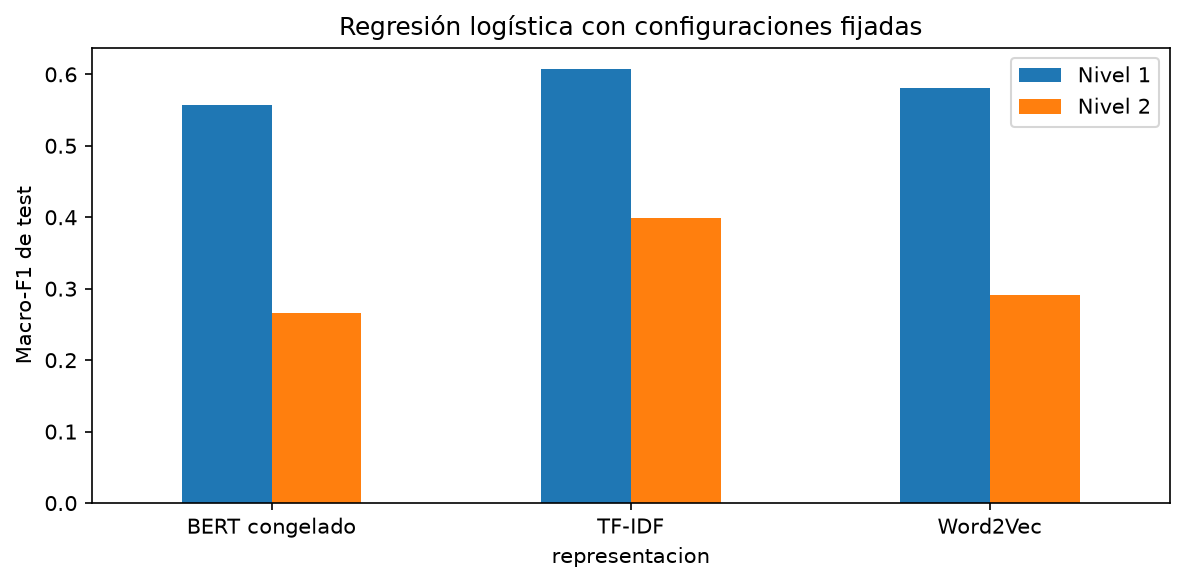 Regresión logística con configuraciones fijadas
Nivel 1
Nivel 2
Macro-F1 de test
0.6
0.5
0.4
0.3
0.2
0.1
0.0
BERT congelado
TF-IDF
Word2Vec
representacion